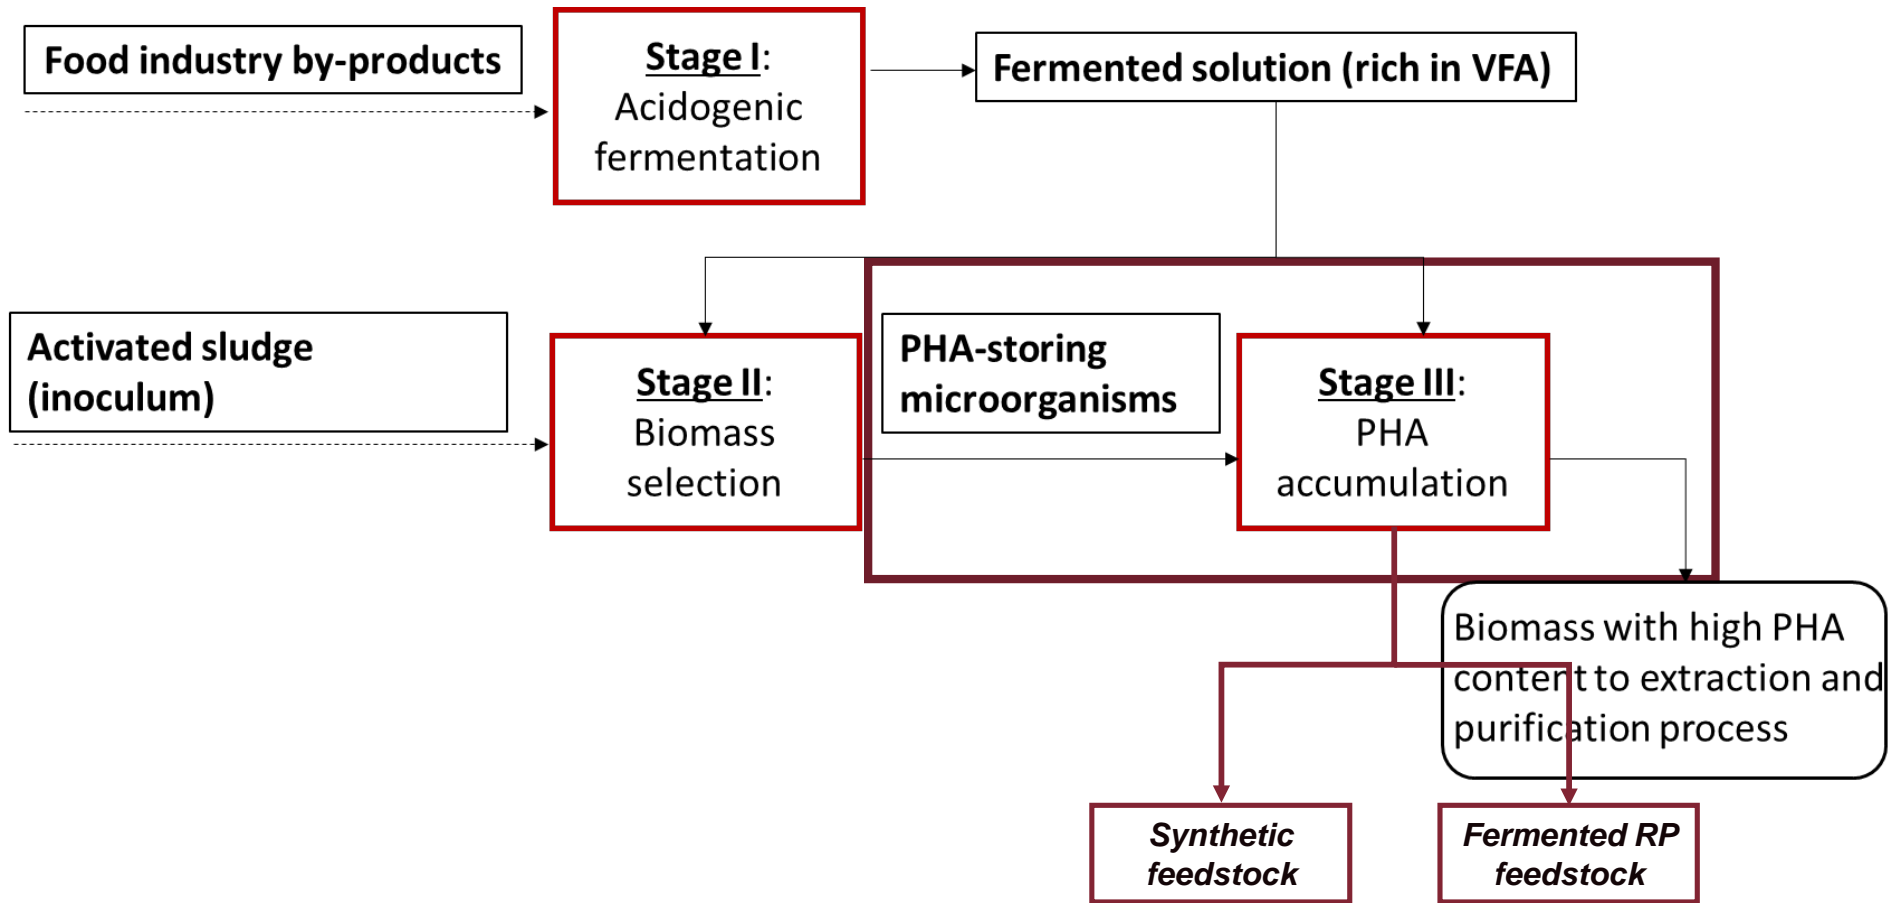 Food industry by-products
Stage I:
Acidogenic
fermentation
Fermented solution (rich in VFA)
Activated sludge
(inoculum)
Stage II:
Biomass
selection
PHA-storing
microorganisms
Stage III:
PHA
accumulation
Biomass with high PHA
content to extraction and
purification process
Synthetic
feedstock
Fermented RP
feedstock